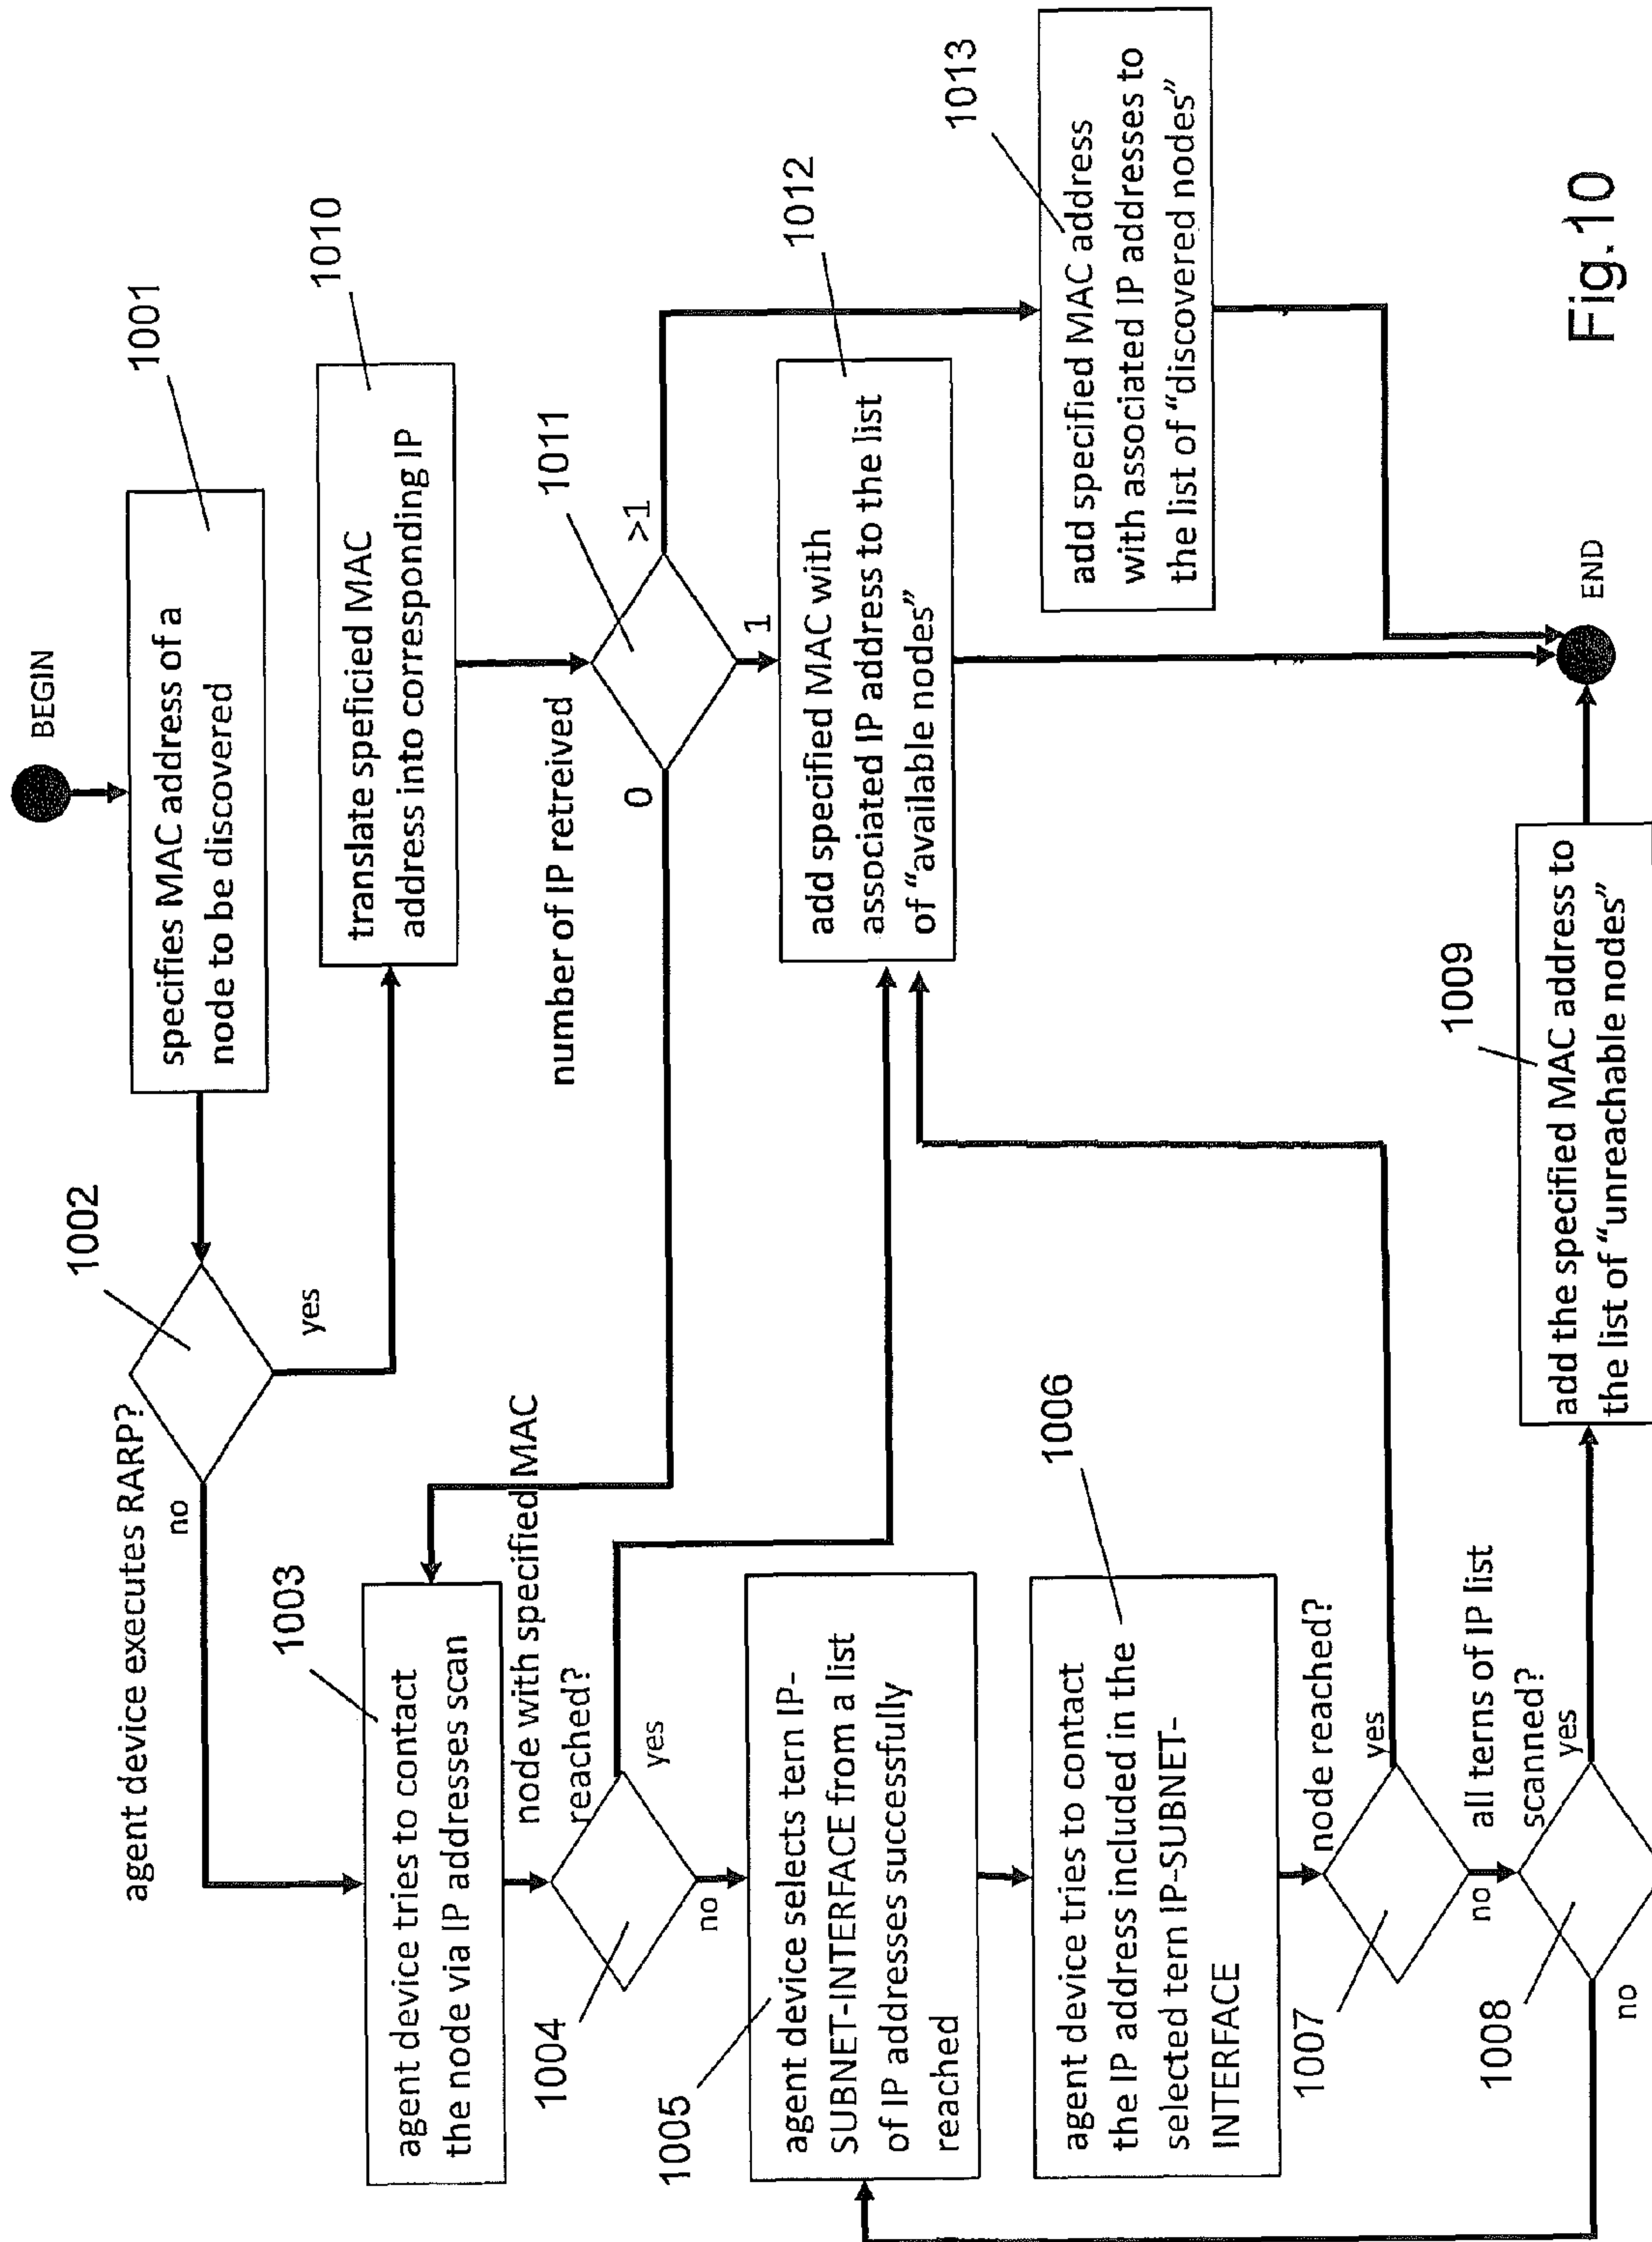 BEGIN
1001
specifies MAC address of a
node to be discovered
1002
agent device executes RARP?
no
yes
1010
translate speficied MAC
address into corresponding IP
number of IP retreived
1011
0
1
>1
1003
agent device tries to contact
the node via IP addresses scan
node with specified MAC
reached?
1004
yes
no
1012
add specified MAC with
associated IP address to the list
of “available nodes”
1013
add specified MAC address
with associated IP addresses to
the list of “discovered nodes”
1005
agent device selects tern IP-
SUBNET-INTERFACE from a list
of IP addresses successfully
reached
1006
agent device tries to contact
the IP address included in the
selected tern IP-SUBNET-
INTERFACE
node reached?
1007
yes
no
all terns of IP list
scanned?
1008
yes
no
1009
add the specified MAC address to
the list of “unreachable nodes”
END
Fig.10